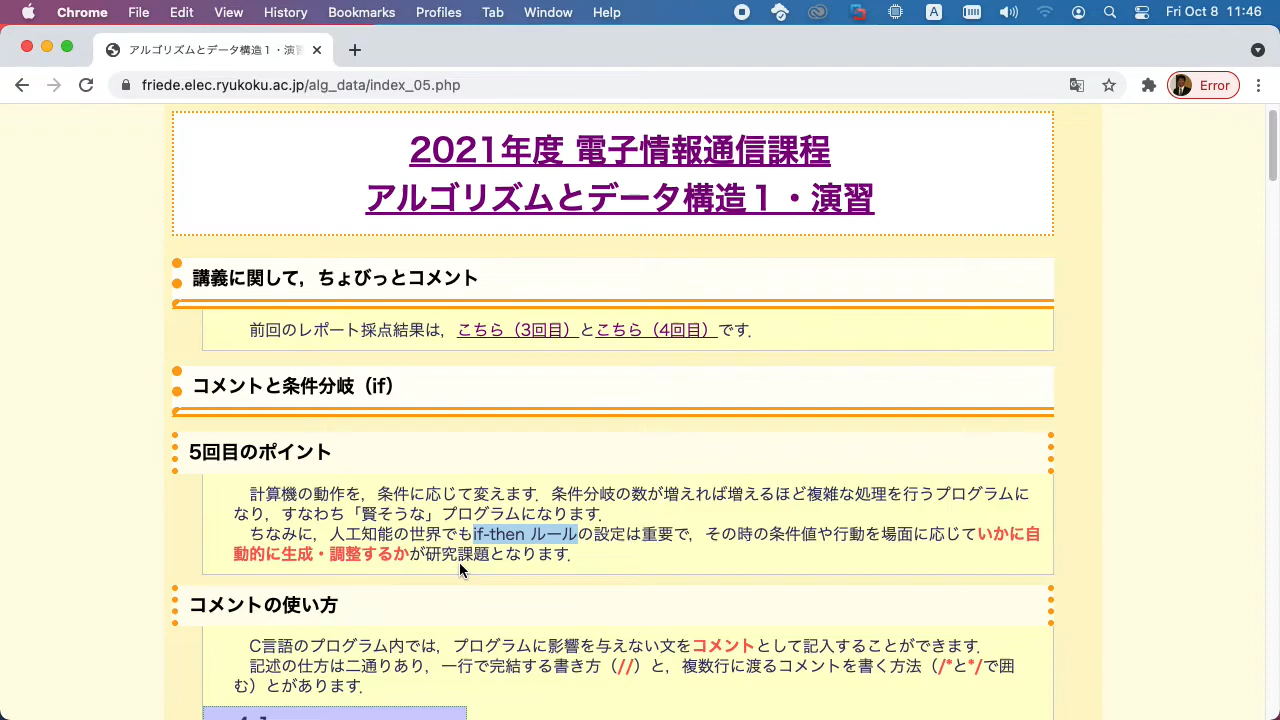 Chrome File Edit View History Bookmarks Profiles Tab Window Help A Fri Oct 8 11:46
アルゴリズムとデータ構造１・演習
friede.elec.ryukoku.ac.jp/alg_data/index_05.php Error
2021年度 電子情報通信課程
アルゴリズムとデータ構造１・演習
講義に関して，ちょびっとコメント
前回のレポート採点結果は，こちら（3回目）とこちら（4回目）です．
コメントと条件分岐（if）
5回目のポイント
計算機の動作を，条件に応じて変えます．条件分岐の数が増えれば増えるほど複雑な処理を行うプログラムに
なり，すなわち「賢そうな」プログラムになります．
ちなみに，人工知能の世界でもif-then ルールの設定は重要で，その時の条件値や行動を場面に応じていかに自
動的に生成・調整するかが研究課題となります．
コメントの使い方
C言語のプログラム内では，プログラムに影響を与えない文をコメントとして記入することができます．
記述の仕方は二通りあり，一行で完結する書き方（//）と，複数行に渡るコメントを書く方法（/*と*/で囲
む）とがあります．